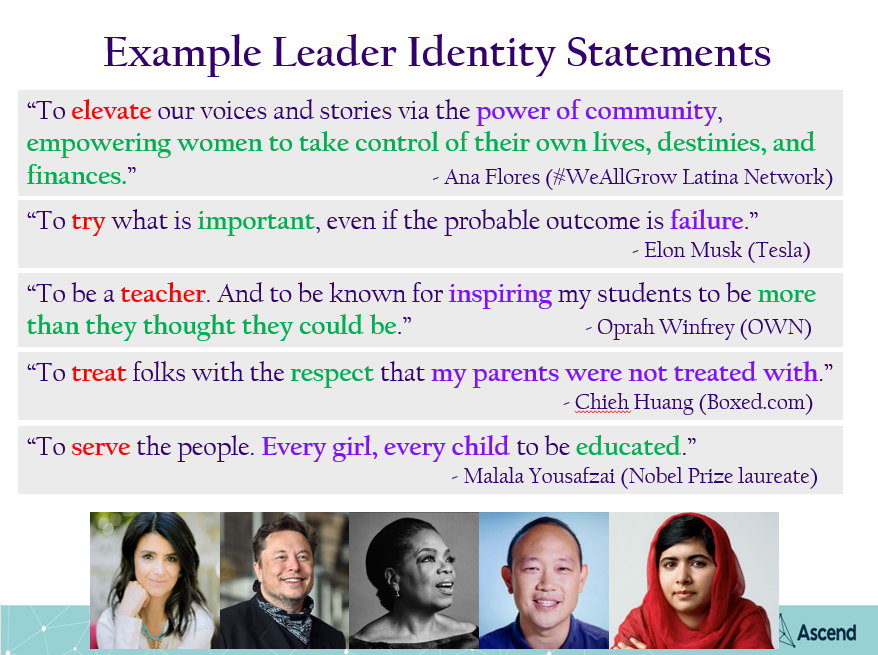 Example Leader Identity Statements
“To elevate our voices and stories via the power of community,
empowering women to take control of their own lives, destinies, and
finances.” - Ana Flores (#WeAllGrow Latina Network)
“To try what is important, even if the probable outcome is failure.”
- Elon Musk (Tesla)
“To be a teacher. And to be known for inspiring my students to be more
than they thought they could be.” - Oprah Winfrey (OWN)
“To treat folks with the respect that my parents were not treated with.”
- Chieh Huang (Boxed.com)
“To serve the people. Every girl, every child to be educated.”
- Malala Yousafzai (Nobel Prize laureate)
Ascend